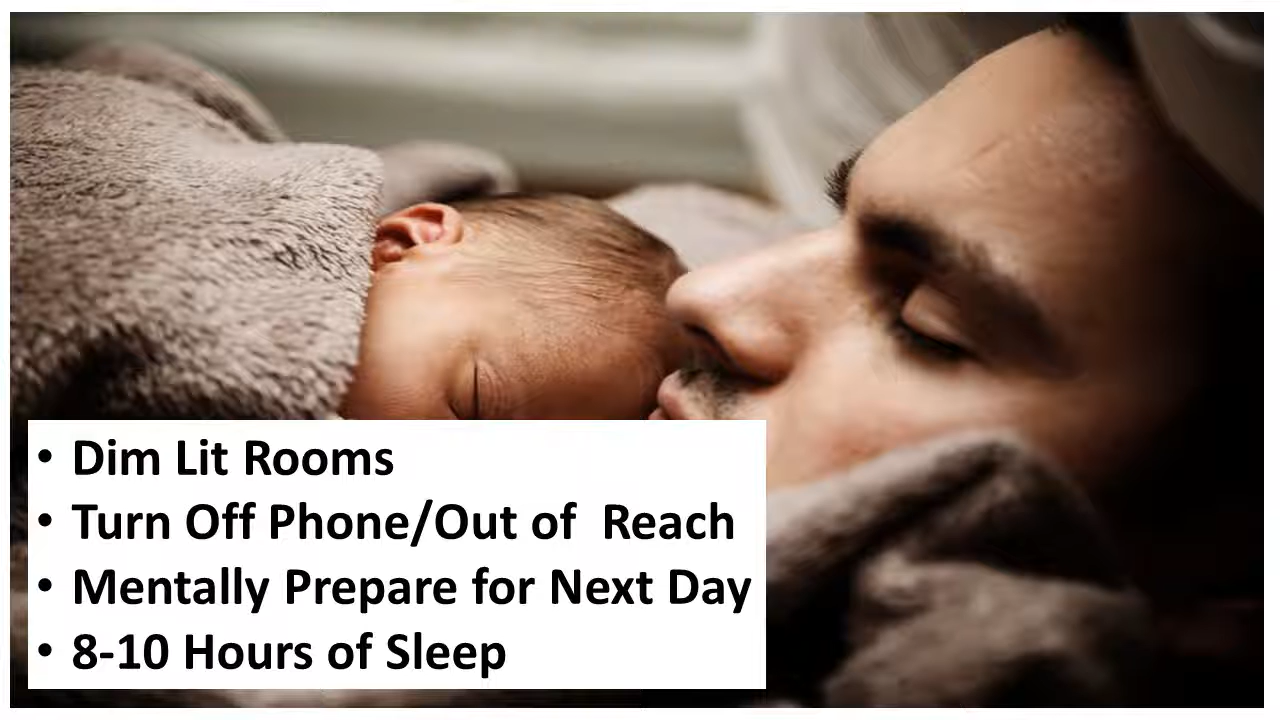 • Dim Lit Rooms
• Turn Off Phone/Out of  Reach
• Mentally Prepare for Next Day
• 8-10 Hours of Sleep